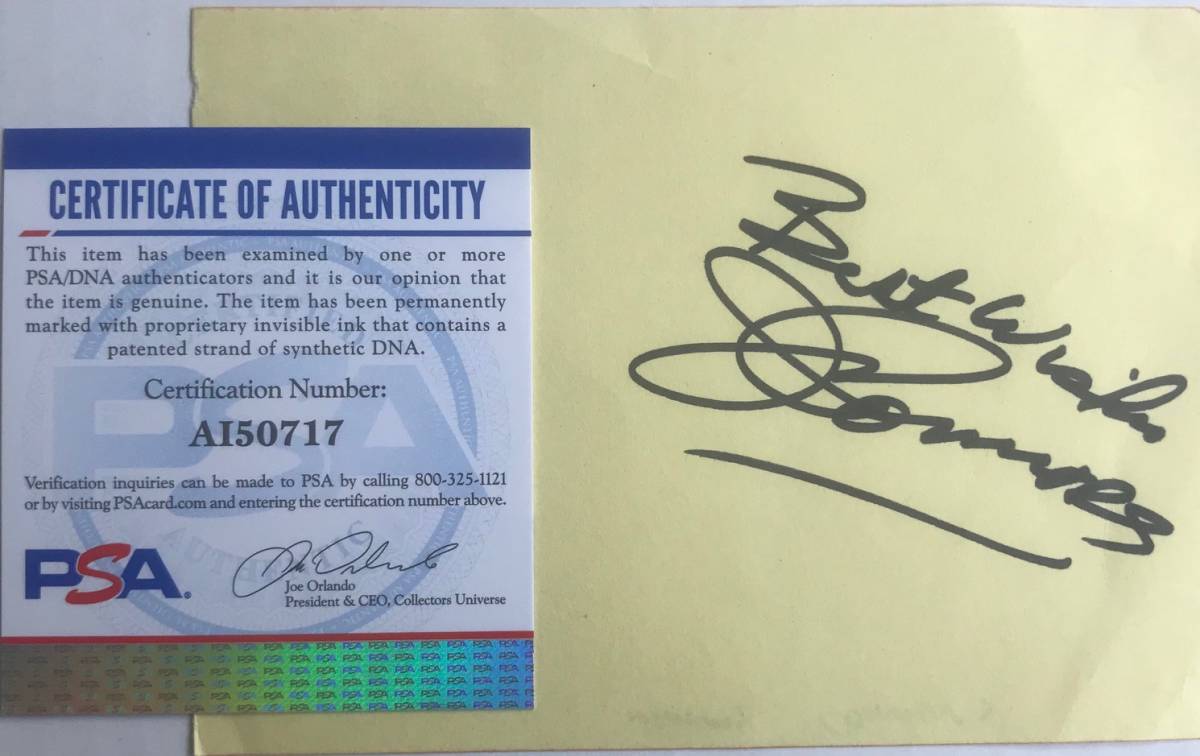 CERTIFICATE OF AUTHENTICITY
This item has been examined by one or more
PSA/DNA authenticators and it is our opinion that
the item is genuine. The item has been permanently
marked with proprietary invisible ink that contains a
patented strand of synthetic DNA.
Certification Number:
AI50717
Verification inquiries can be made to PSA by calling 800-325-1121
or by visiting PSAcard.com and entering the certification number above.
PSA
Joe Orlando
President & CEO, Collectors Universe
Best Wishes